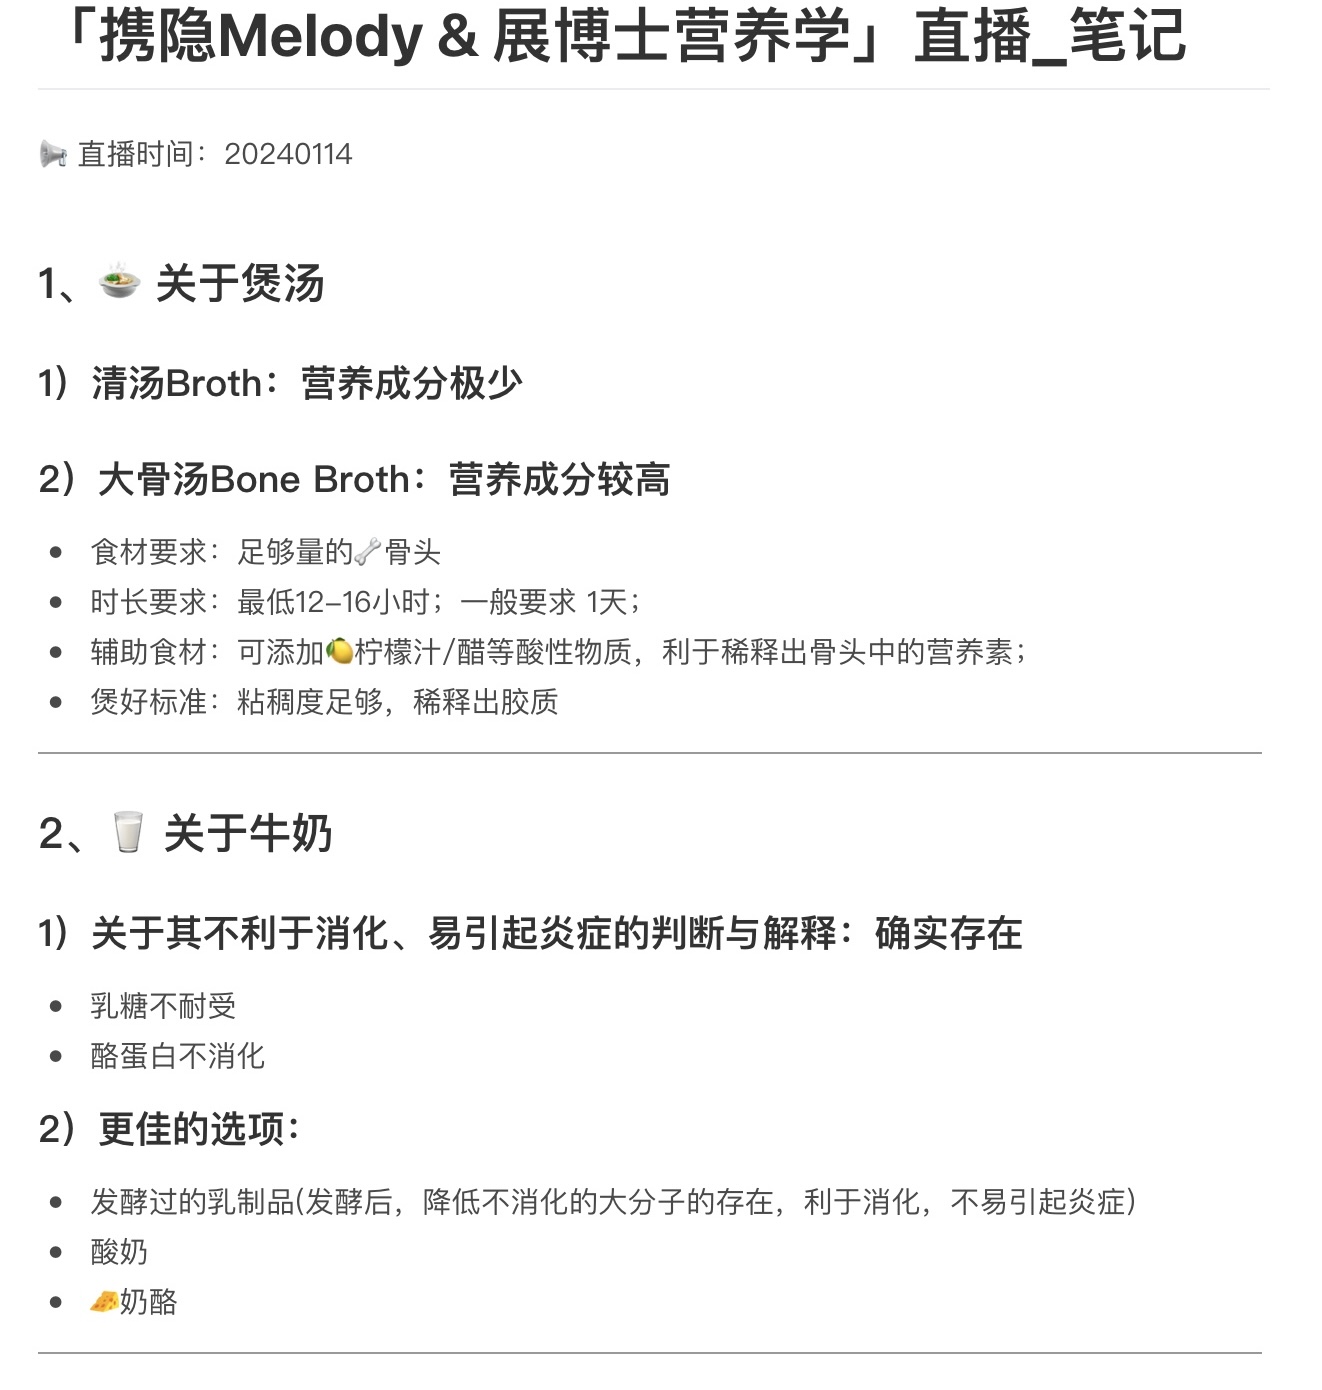 「携隐Melody & 展博士营养学」直播_笔记
📢 直播时间：20240114
1、🍲 关于煲汤
1）清汤Broth：营养成分极少
2）大骨汤Bone Broth：营养成分较高
• 食材要求：足够量的🦴骨头
• 时长要求：最低12–16小时；一般要求 1天；
• 辅助食材：可添加🍋柠檬汁/醋等酸性物质，利于稀释出骨头中的营养素；
• 煲好标准：粘稠度足够，稀释出胶质
2、🥛 关于牛奶
1）关于其不利于消化、易引起炎症的判断与解释：确实存在
• 乳糖不耐受
• 酪蛋白不消化
2）更佳的选项：
• 发酵过的乳制品(发酵后，降低不消化的大分子的存在，利于消化，不易引起炎症)
• 酸奶
• 🧀奶酪